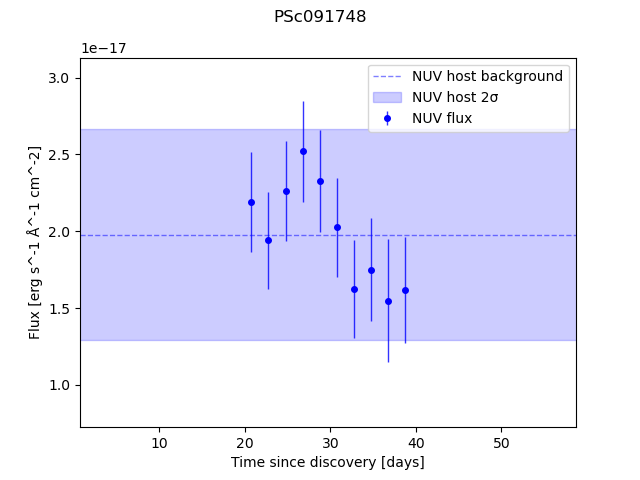 PSc091748
1e−17
NUV host background
NUV host 2σ
NUV flux
3.0
2.5
2.0
1.5
1.0
Flux [erg s^-1 Å^-1 cm^-2]
10 20 30 40 50
Time since discovery [days]